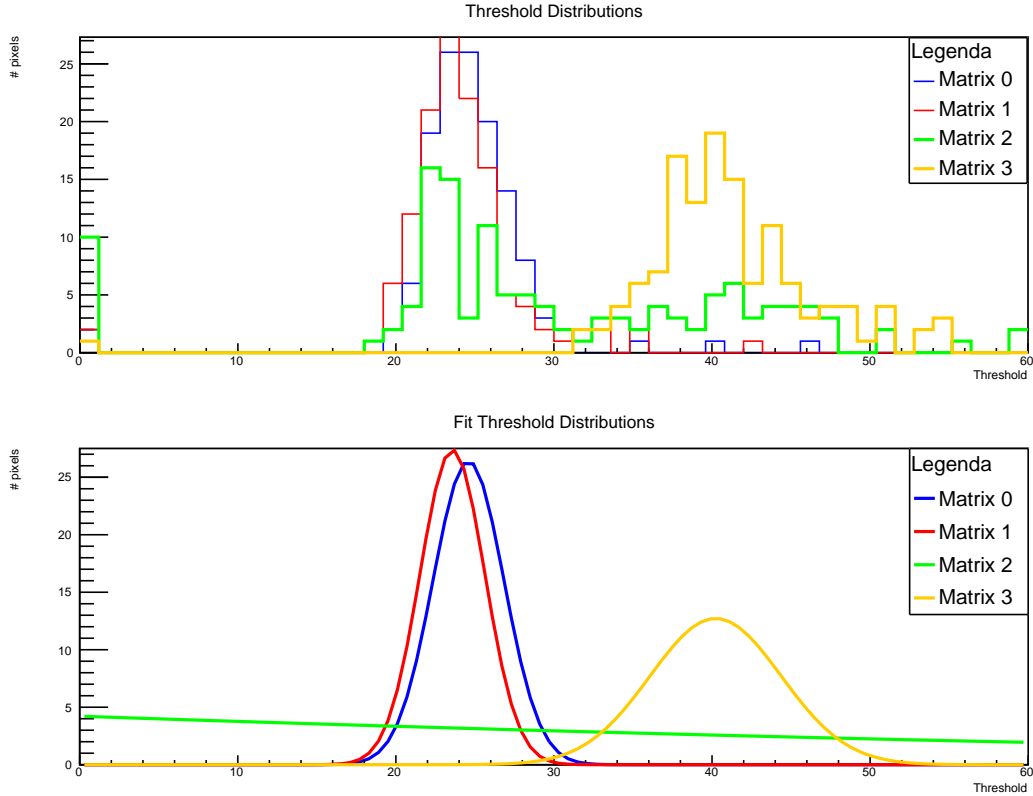 Threshold Distributions
# pixels
25
20
15
10
5
0
0 10 20 30 40 50 60
Threshold
Legenda
Matrix 0
Matrix 1
Matrix 2
Matrix 3
Fit Threshold Distributions
# pixels
25
20
15
10
5
0
0 10 20 30 40 50 60
Threshold
Legenda
Matrix 0
Matrix 1
Matrix 2
Matrix 3